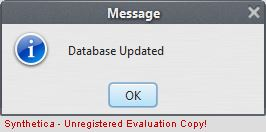 Message
Database Updated
OK
Synthetica - Unregistered Evaluation Copy!